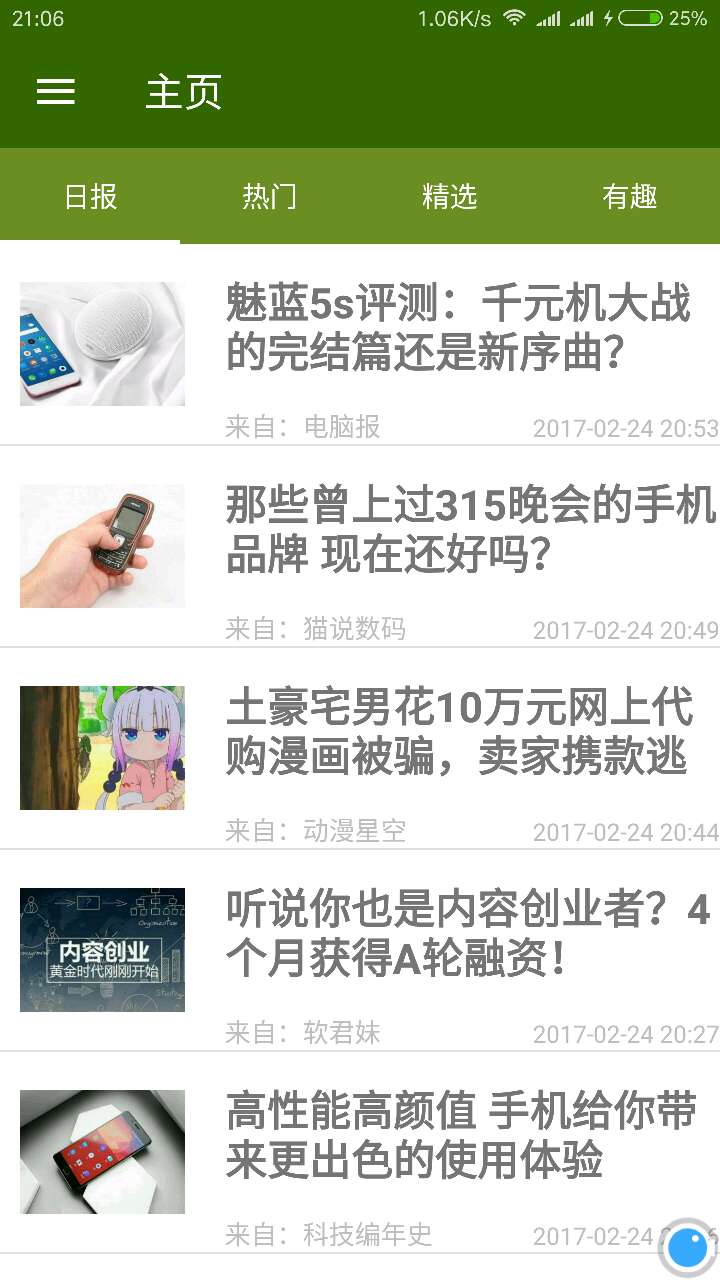 21:06 1.06K/s 25%
主页
日报 热门 精选 有趣
魅蓝5s评测：千元机大战
的完结篇还是新序曲？
来自：电脑报 2017-02-24 20:53
那些曾上过315晚会的手机
品牌 现在还好吗？
来自：猫说数码 2017-02-24 20:49
土豪宅男花10万元网上代
购漫画被骗，卖家携款逃
来自：动漫星空 2017-02-24 20:44
听说你也是内容创业者？4
个月获得A轮融资！
内容创业
黄金时代刚刚开始
来自：软君妹 2017-02-24 20:27
高性能高颜值 手机给你带
来更出色的使用体验
来自：科技编年史 2017-02-24